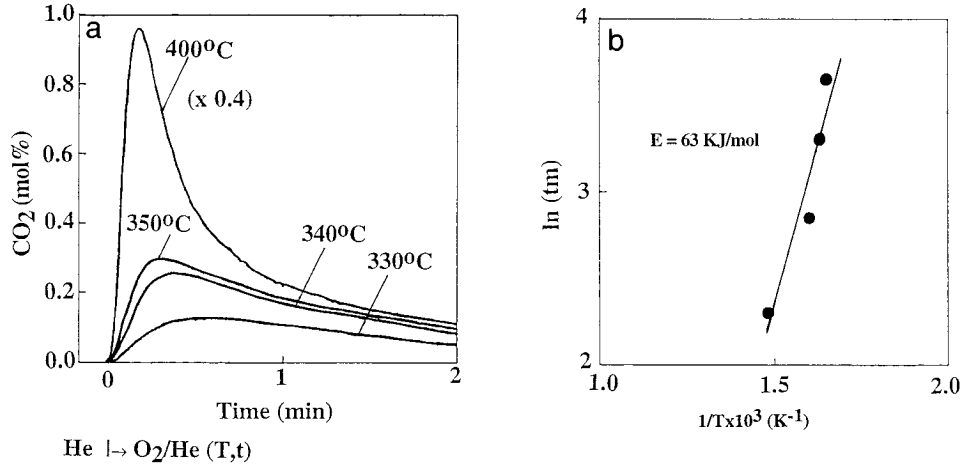 a
1.0
0.8
0.6
0.4
0.2
0.0
CO2 (mol%)
400°C
(x 0.4)
350°C
340°C
330°C
0
1
2
Time (min)
He |→ O2/He (T,t)
b
4
3
2
ln (tm)
E = 63 KJ/mol
1.0
1.5
2.0
1/Tx10³ (K⁻¹)